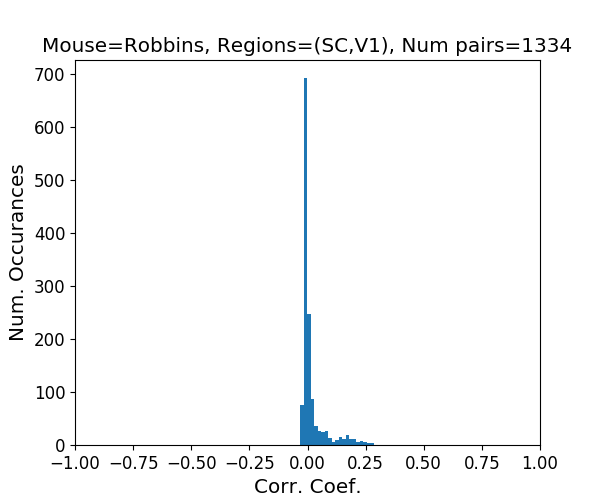 Mouse=Robbins, Regions=(SC,V1), Num pairs=1334
700
600
500
400
300
200
100
0
Num. Occurances
−1.00 −0.75 −0.50 −0.25 0.00 0.25 0.50 0.75 1.00
Corr. Coef.